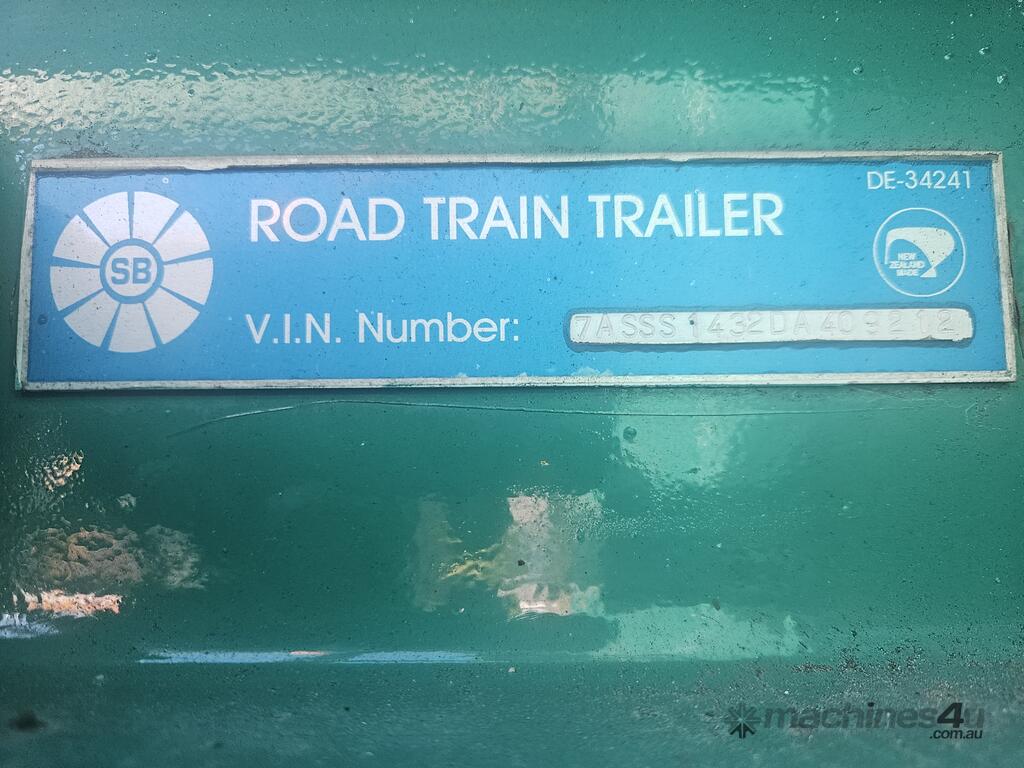 DE-34241
ROAD TRAIN TRAILER
SB
NEW
ZEALAND
MADE
V.I.N. Number: 7ASSS1432DA409212
machines4u
.com.au